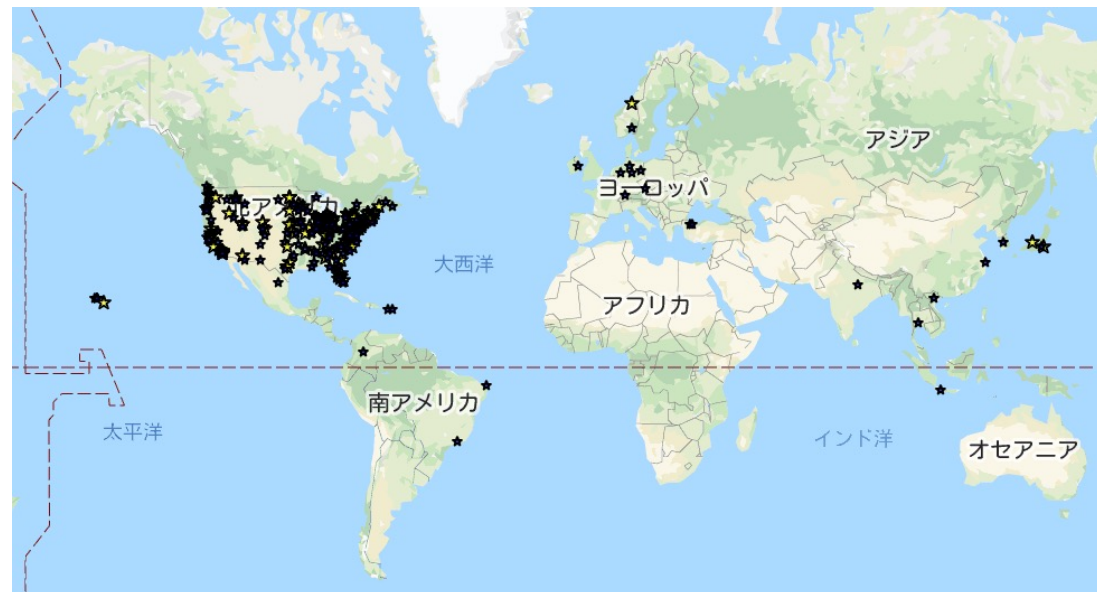 アジア
ヨーロッパ
北アメリカ
大西洋
アフリカ
南アメリカ
太平洋
インド洋
オセアニア